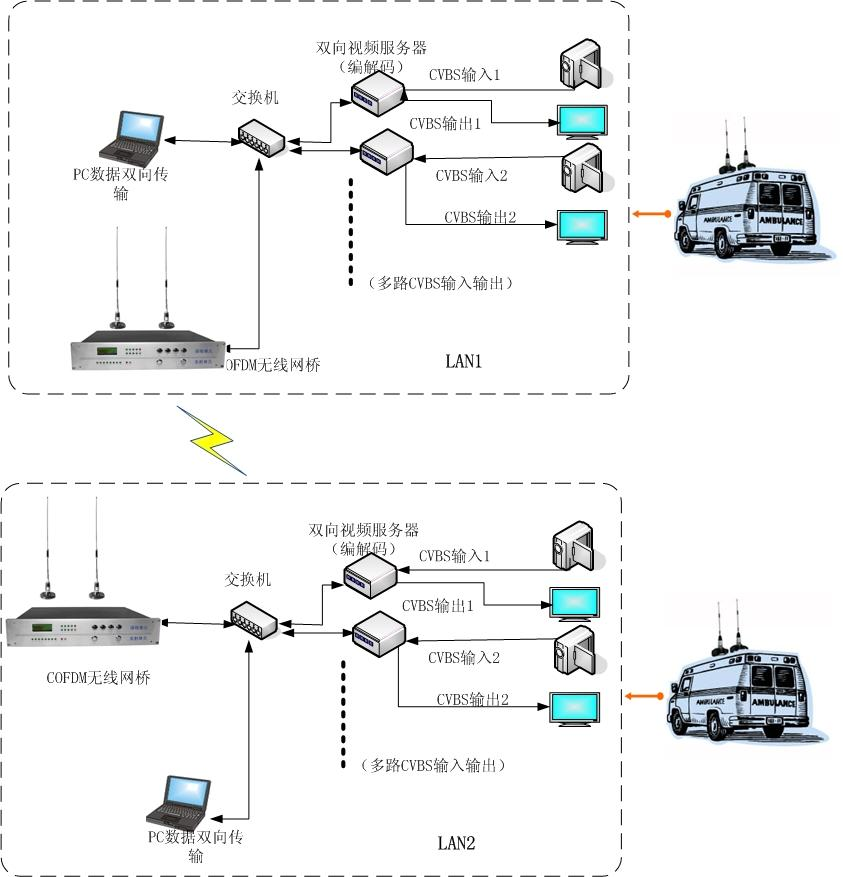 双向视频服务器
（编解码）
CVBS输入1
交换机
CVBS输出1
PC数据双向传
输
CVBS输入2
CVBS输出2
AMBULANCE
AMBULANCE
（多路CVBS输入输出）
OFDM无线网桥
LAN1
双向视频服务器
（编解码）
CVBS输入1
交换机
CVBS输出1
CVBS输入2
COFDM无线网桥
CVBS输出2
AMBULANCE
AMBULANCE
（多路CVBS输入输出）
PC数据双向传
输
LAN2